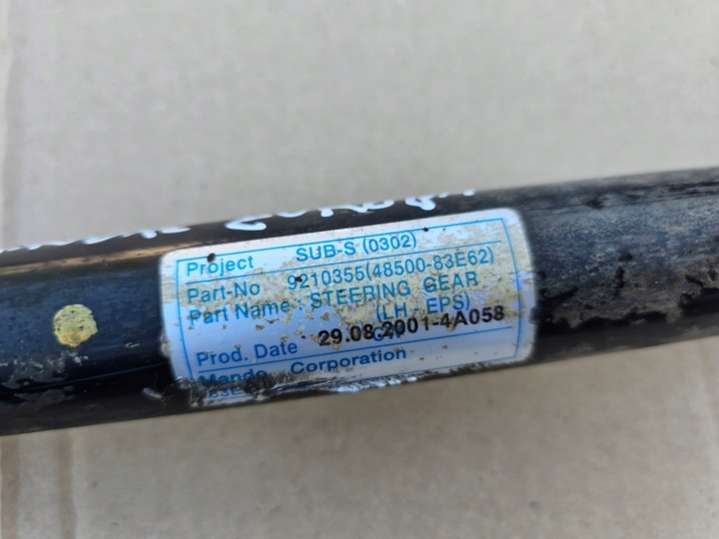 Project SUB-S (0302)
Part-No 9210355(48500-83E62)
Part Name : STEERING GEAR
(LH - EPS)
Prod. Date 29.08.2001-4A058
Mando Corporation